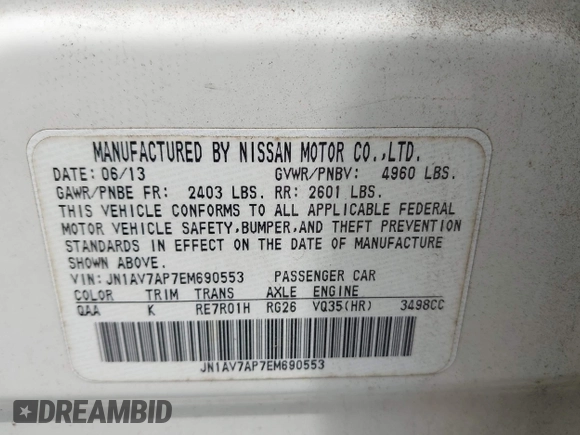 MANUFACTURED BY NISSAN MOTOR CO.,LTD.
DATE: 06/13 GVWR/PNBV: 4960 LBS.
GAWR/PNBE FR: 2403 LBS. RR: 2601 LBS.
THIS VEHICLE CONFORMS TO ALL APPLICABLE FEDERAL
MOTOR VEHICLE SAFETY,BUMPER,AND THEFT PREVENTION
STANDARDS IN EFFECT ON THE DATE OF MANUFACTURE
SHOWN ABOVE.
VIN: JN1AV7AP7EM690553 PASSENGER CAR
COLOR TRIM TRANS AXLE ENGINE
QAA K RE7R01H RG26 VQ35(HR) 3498CC
JN1AV7AP7EM690553
DREAMBID